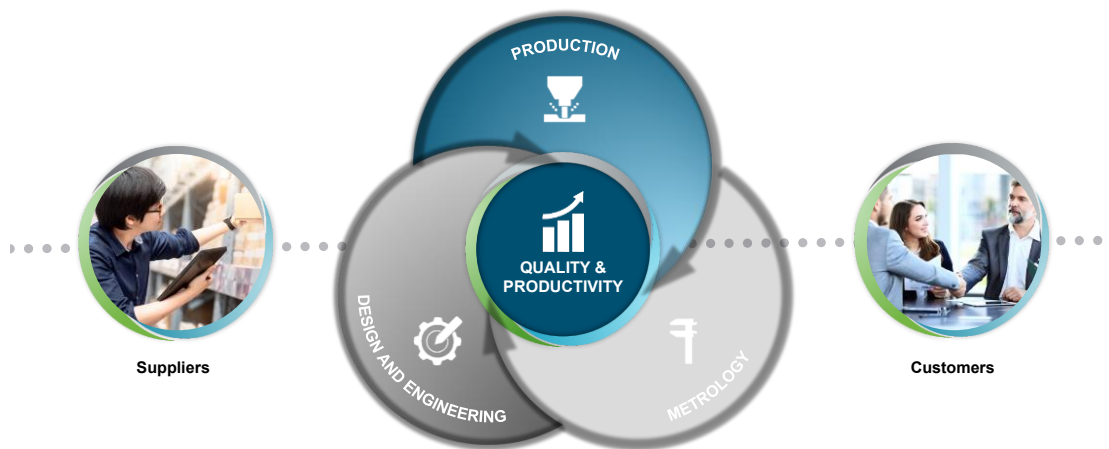 PRODUCTION
QUALITY &
PRODUCTIVITY
DESIGN AND ENGINEERING
METROLOGY
Suppliers
Customers